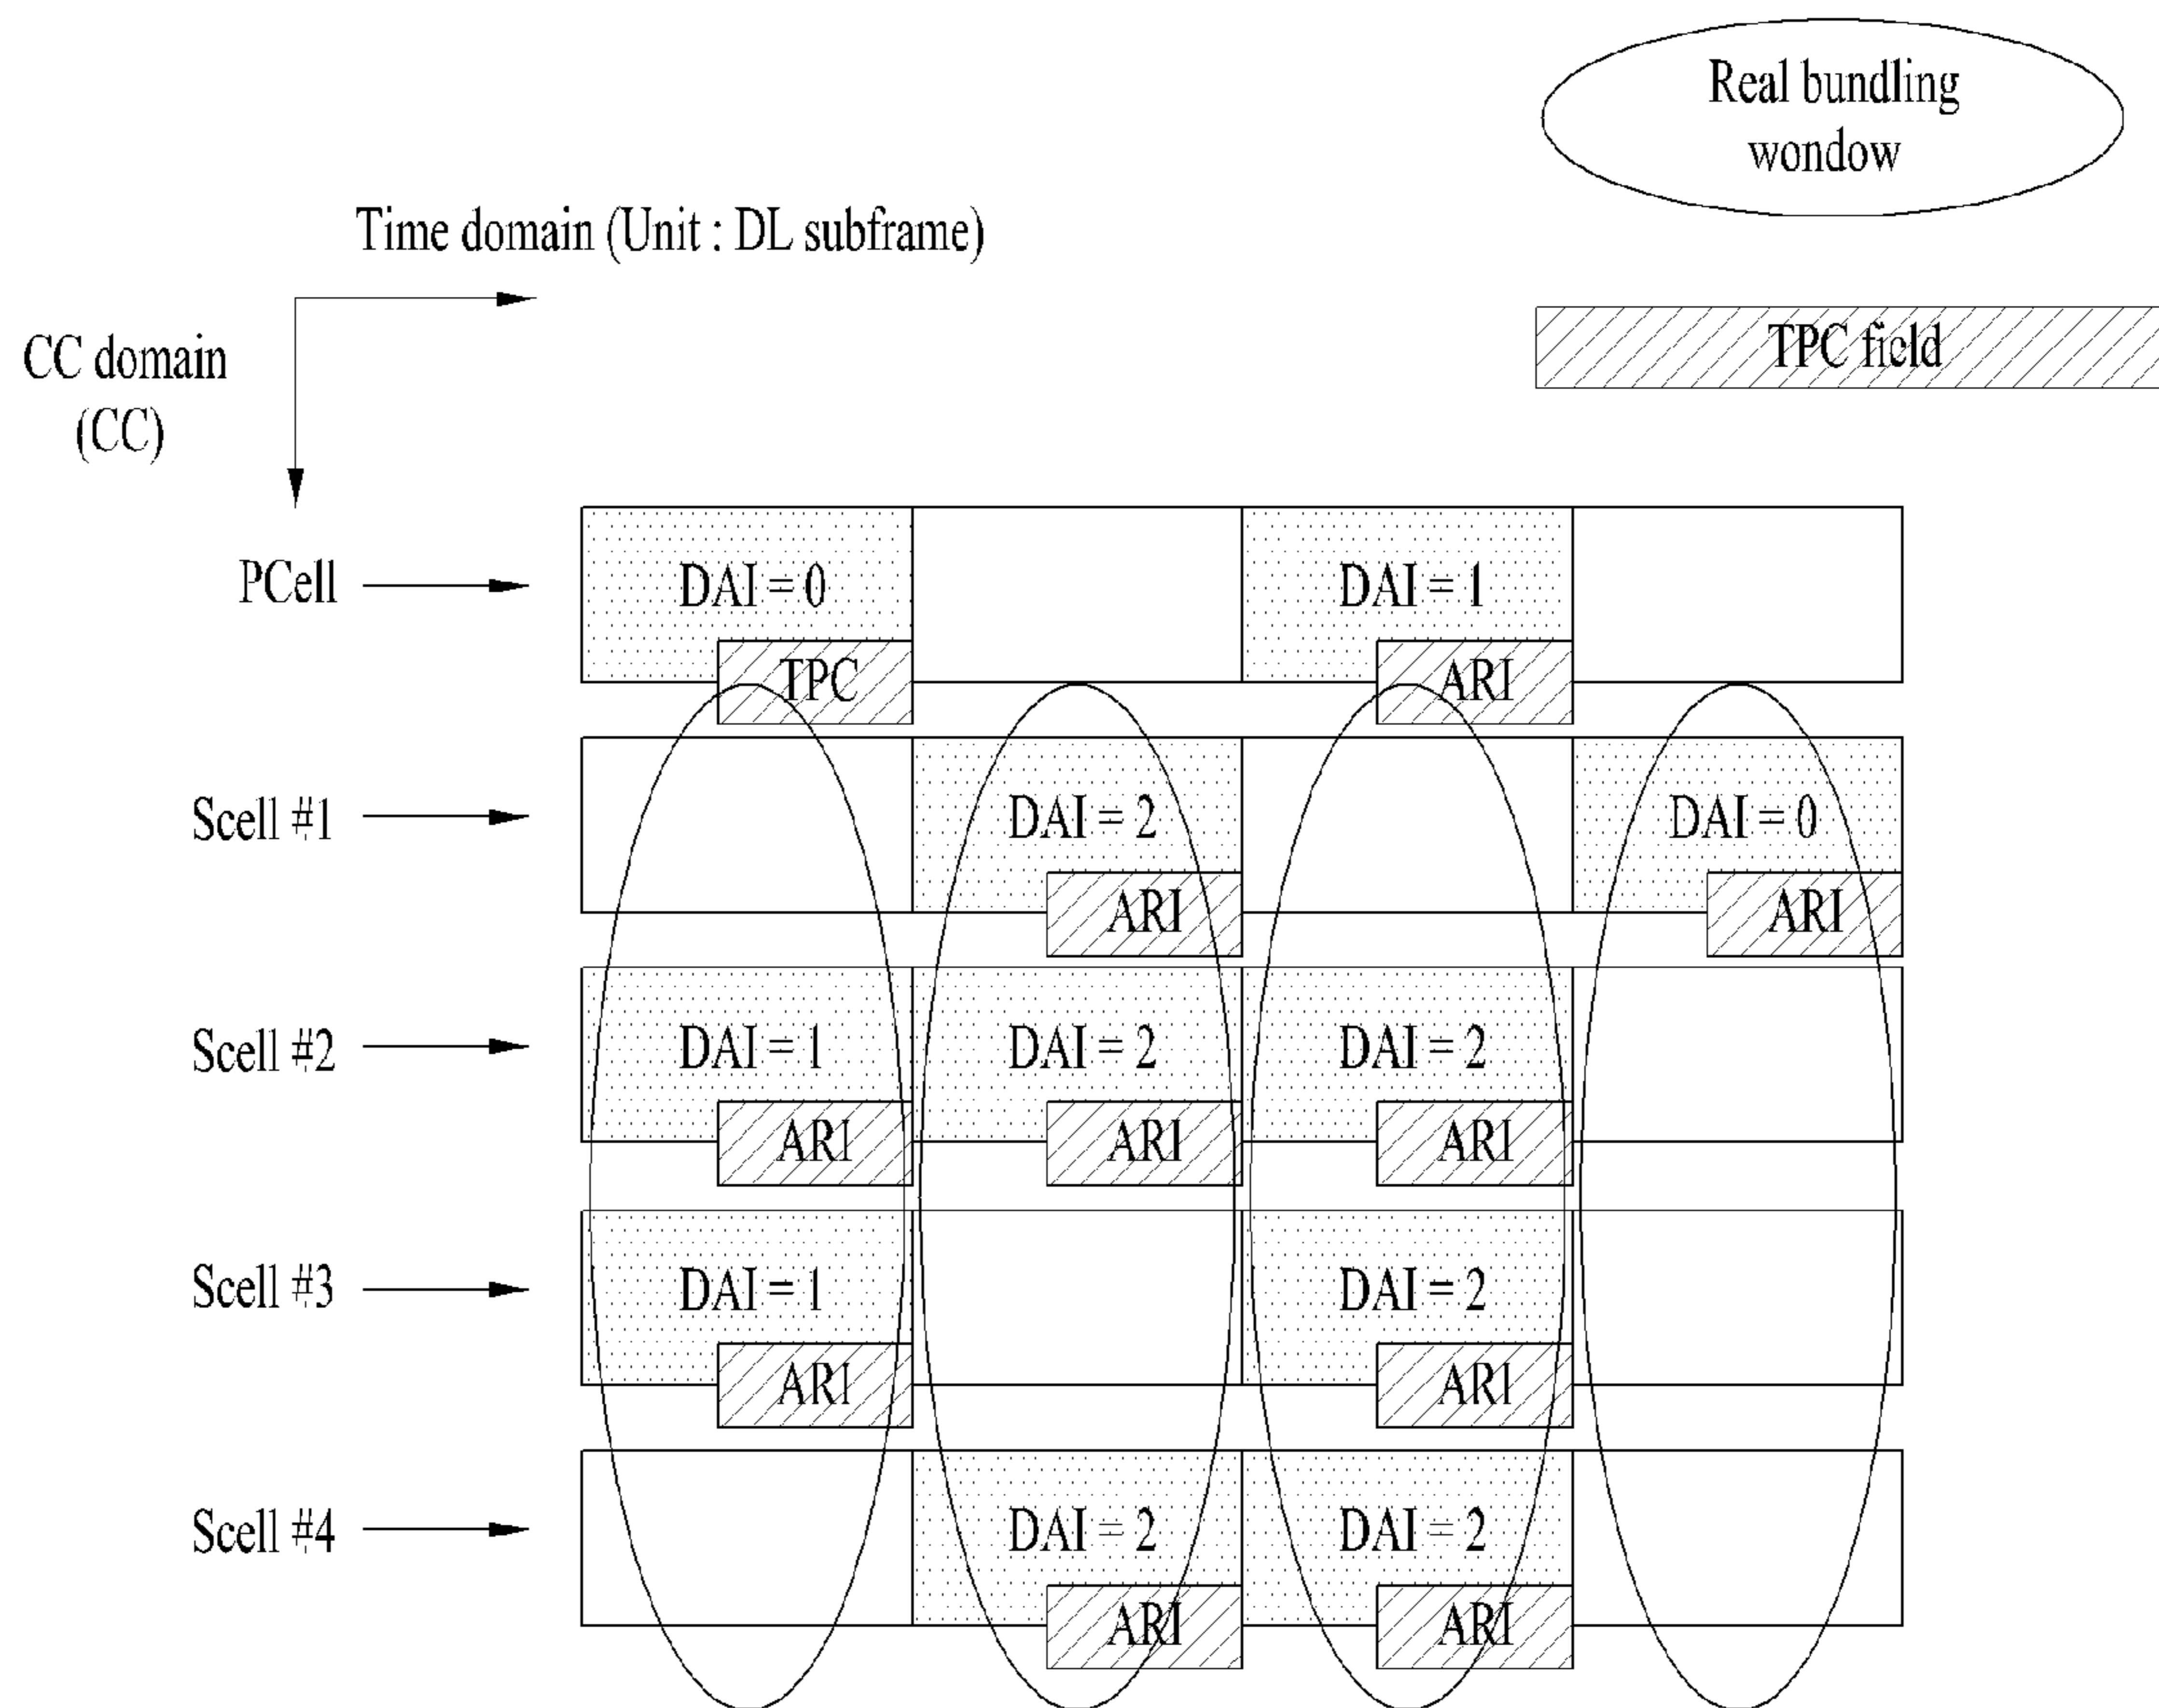 Real bundling
wondow
Time domain (Unit : DL subframe)
TPC field
CC domain
(CC)
PCell
DAI = 0
DAI = 1
TPC
ARI
Scell #1
DAI = 2
DAI = 0
ARI
ARI
Scell #2
DAI = 1
DAI = 2
DAI = 2
ARI
ARI
ARI
Scell #3
DAI = 1
DAI = 2
ARI
ARI
Scell #4
DAI = 2
DAI = 2
ARI
ARI